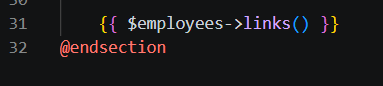 31 {{ $employees->links() }}
32 @endsection